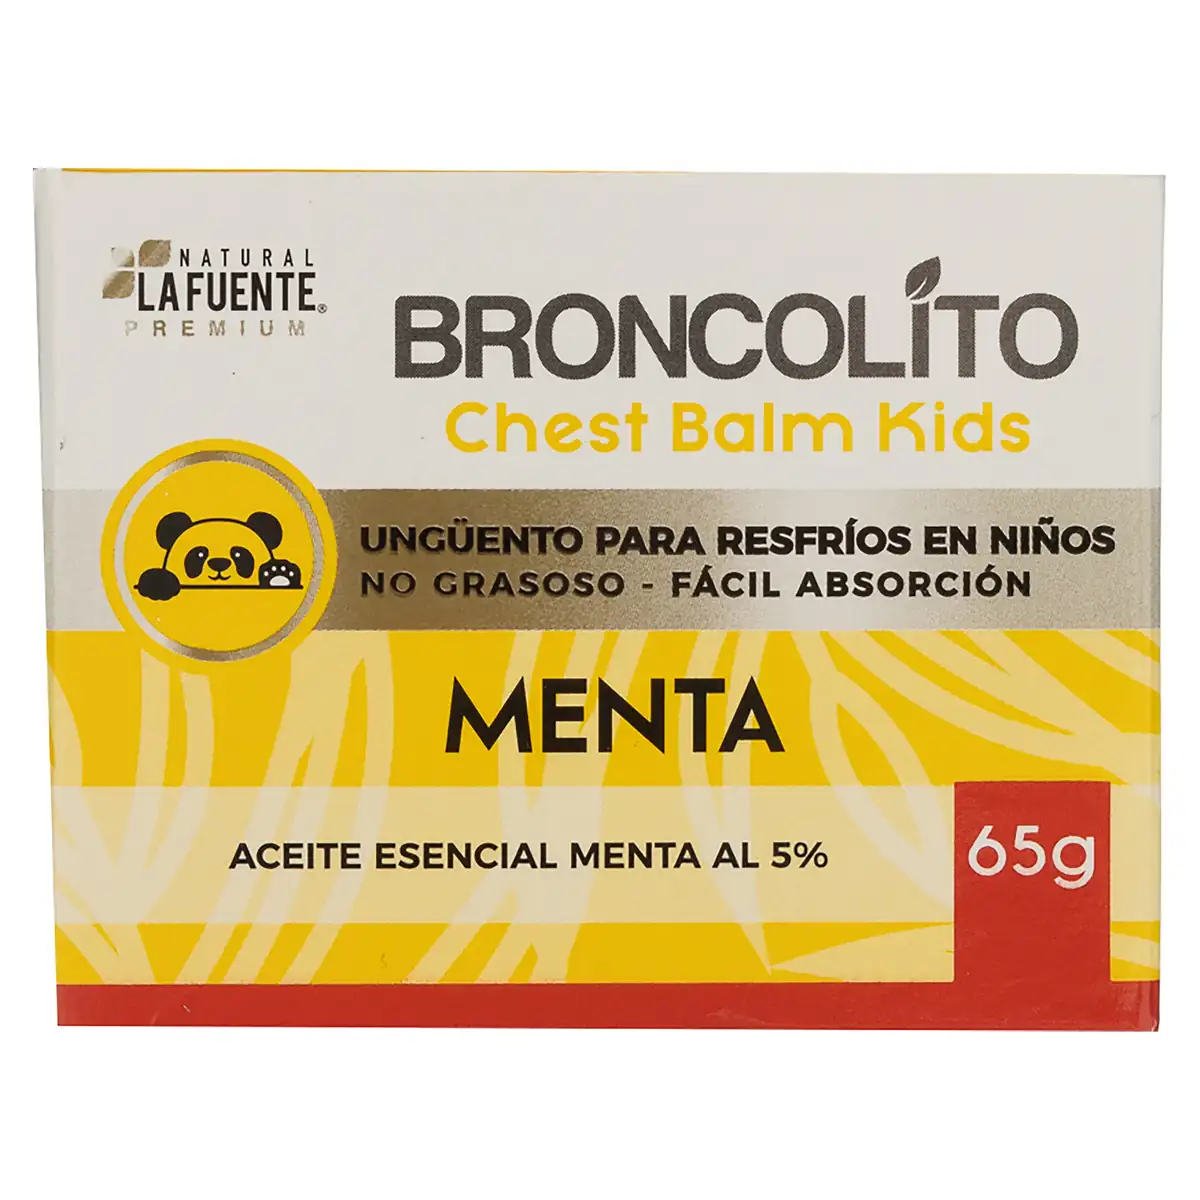 NATURAL
LAFUENTE®
PREMIUM
BRONCOLÍTO
Chest Balm Kids
UNGÜENTO PARA RESFRÍOS EN NIÑOS
NO GRASOSO - FÁCIL ABSORCIÓN
MENTA
ACEITE ESENCIAL MENTA AL 5%
65g